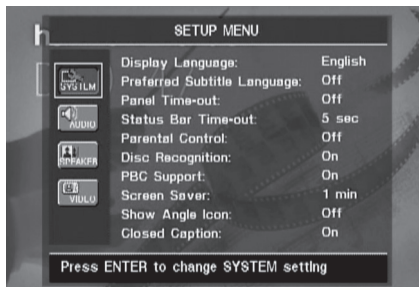 SETUP MENU
SYSTEM
AUDIO
SPEAKER
VIDEO
Display Language: English
Preferred Subtitle Language: Off
Panel Time-out: Off
Status Bar Time-out: 5 sec
Parental Control: Off
Disc Recognition: On
PBC Support: On
Screen Saver: 1 min
Show Angle Icon: Off
Closed Caption: On
Press ENTER to change SYSTEM setting